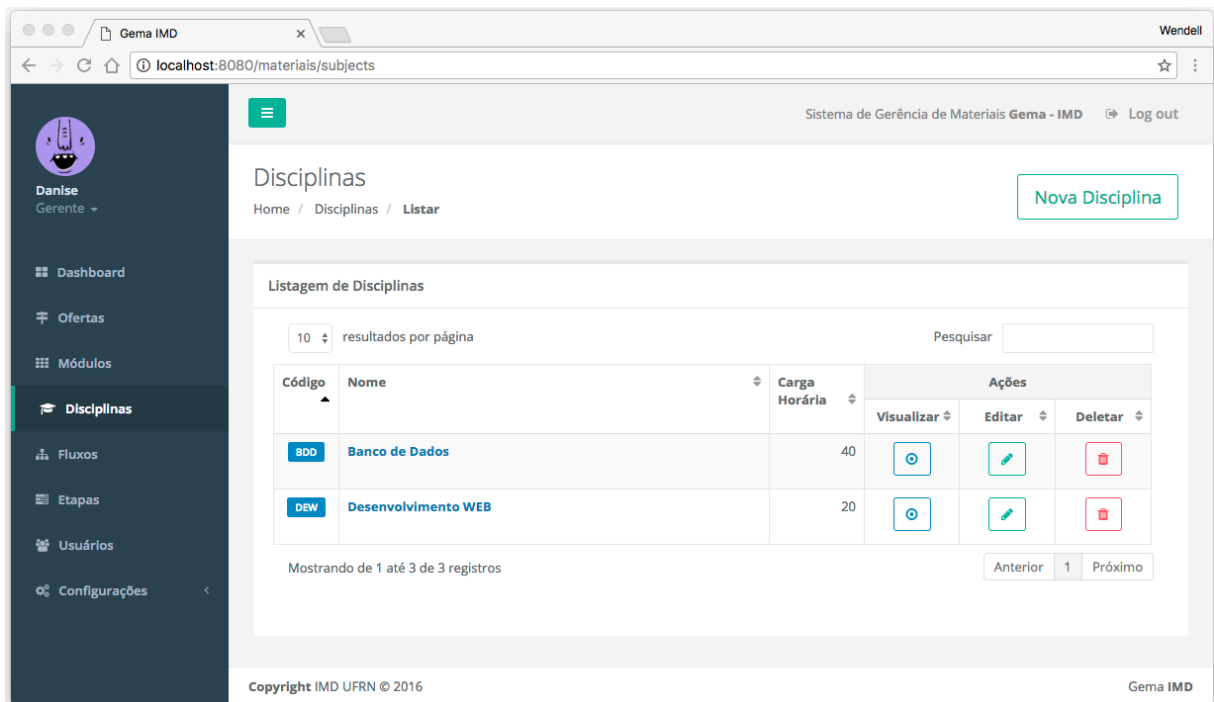 Gema IMD
Wendell
localhost:8080/materiais/subjects
Sistema de Gerência de Materiais Gema - IMD Log out
Danise
Gerente
Disciplinas
Home / Disciplinas / Listar
Nova Disciplina
Dashboard
Ofertas
Módulos
Disciplinas
Fluxos
Etapas
Usuários
Configurações
Listagem de Disciplinas
10 resultados por página
Pesquisar
Código Nome Carga Horária Ações
Visualizar Editar Deletar
BDD Banco de Dados 40
DEW Desenvolvimento WEB 20
Mostrando de 1 até 3 de 3 registros
Anterior 1 Próximo
Copyright IMD UFRN © 2016
Gema IMD